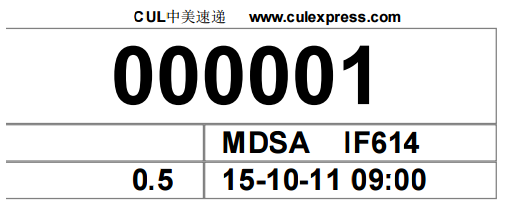 CUL中美速递 www.culexpress.com
000001
MDSA IF614
0.5 15-10-11 09:00